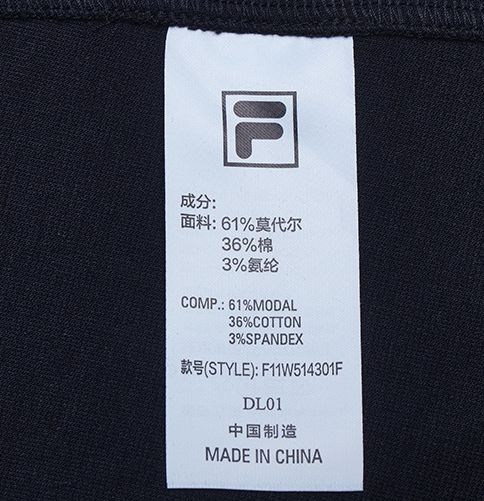 F
成分:
面料: 61%莫代尔
36%棉
3%氨纶
COMP.: 61%MODAL
36%COTTON
3%SPANDEX
款号(STYLE): F11W514301F
DL01
中国制造
MADE IN CHINA